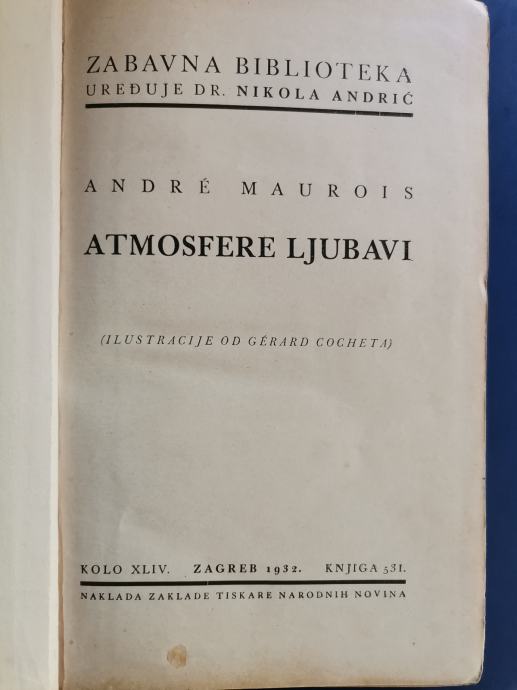 ZABAVNA BIBLIOTEKA
UREĐUJE DR. NIKOLA ANDRIĆ
ANDRÉ MAUROIS
ATMOSFERE LJUBAVI
(ILUSTRACIJE OD GÉRARD COCHETA)
KOLO XLIV. ZAGREB 1932. KNJIGA 531.
NAKLADA ZAKLADE TISKARE NARODNIH NOVINA